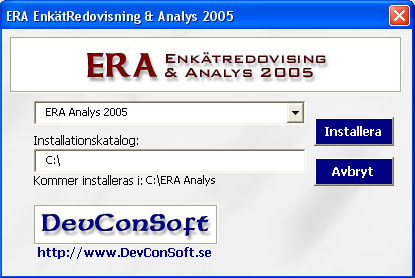 ERA EnkätRedovisning & Analys 2005
ERA ENKÄTREDOVISING
& ANALYS 2005
ERA Analys 2005
Installera
Installationskatalog:
C:\
Avbryt
Kommer installeras i: C:\ERA Analys
DevConSoft
http://www.DevConSoft.se